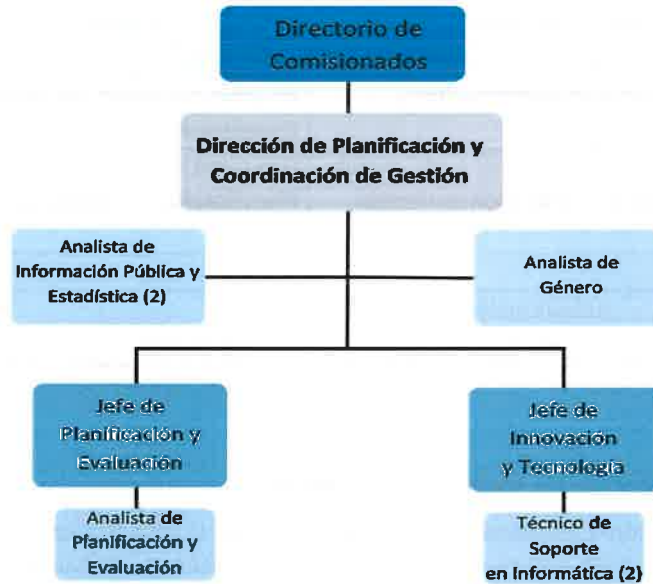 Directorio de
Comisionados
Dirección de Planificación y
Coordinación de Gestión
Analista de
Información Pública y
Estadística (2)
Analista de
Género
Jefe de
Planificación y
Evaluación
Jefe de
Innovación
y Tecnología
Analista de
Planificación y
Evaluación
Técnico de
Soporte
en Informática (2)